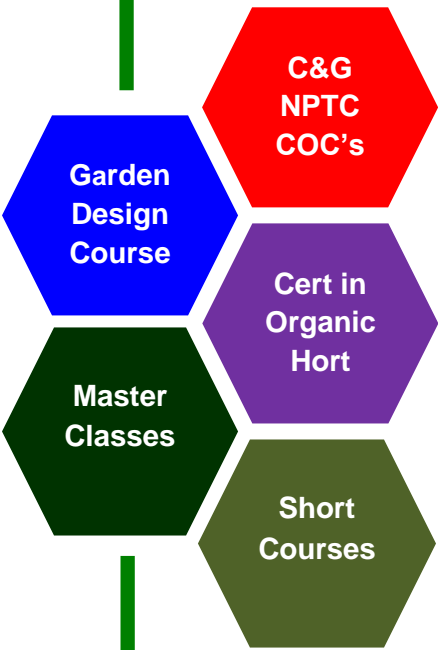 C&G
NPTC
COC's
Garden
Design
Course
Cert in
Organic
Hort
Master
Classes
Short
Courses